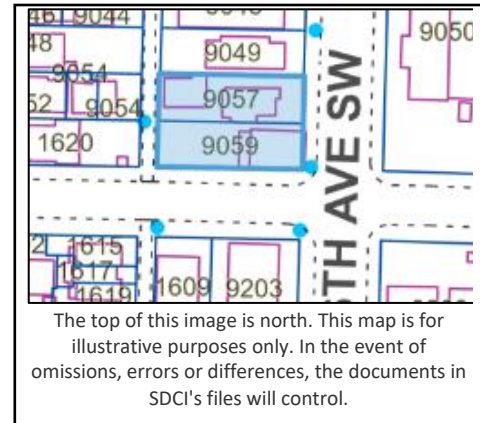 46 9044
9050
48
9049
9054
52 9054
9057
1620
9059
TH AVE SW
1615
1617
1619
1609 9203
The top of this image is north. This map is for
illustrative purposes only. In the event of
omissions, errors or differences, the documents in
SDCI's files will control.